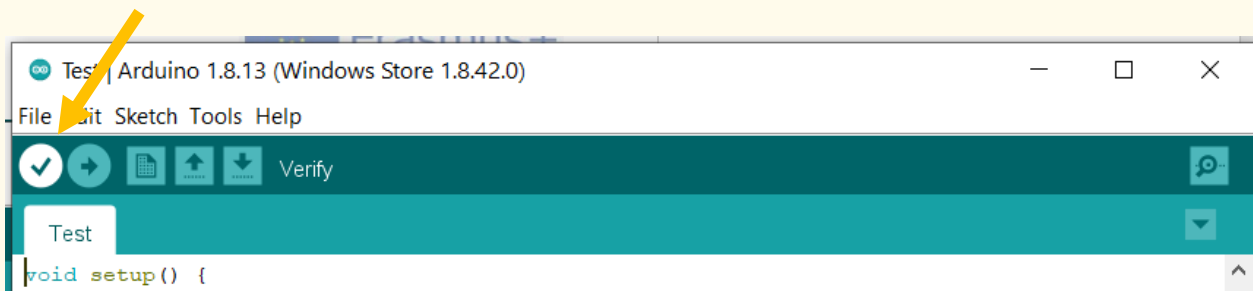 Erasmus+
Test | Arduino 1.8.13 (Windows Store 1.8.42.0)
File Edit Sketch Tools Help
Verify
Test
void setup() {